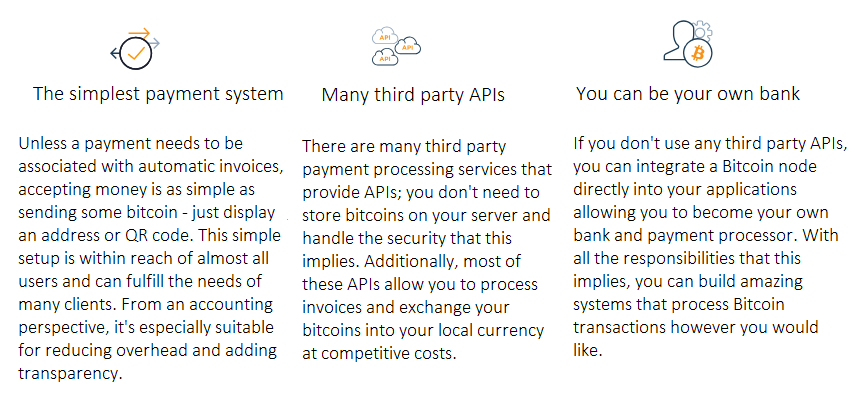 API
API
API
The simplest payment system
Many third party APIs
You can be your own bank
Unless a payment needs to be
associated with automatic invoices,
accepting money is as simple as
sending some bitcoin - just display
an address or QR code. This simple
setup is within reach of almost all
users and can fulfill the needs of
many clients. From an accounting
perspective, it's especially suitable
for reducing overhead and adding
transparency.
There are many third party
payment processing services that
provide APIs; you don't need to
store bitcoins on your server and
handle the security that this
implies. Additionally, most of
these APIs allow you to process
invoices and exchange your
bitcoins into your local currency
at competitive costs.
If you don't use any third party APIs,
you can integrate a Bitcoin node
directly into your applications
allowing you to become your own
bank and payment processor. With
all the responsibilities that this
implies, you can build amazing
systems that process Bitcoin
transactions however you would
like.